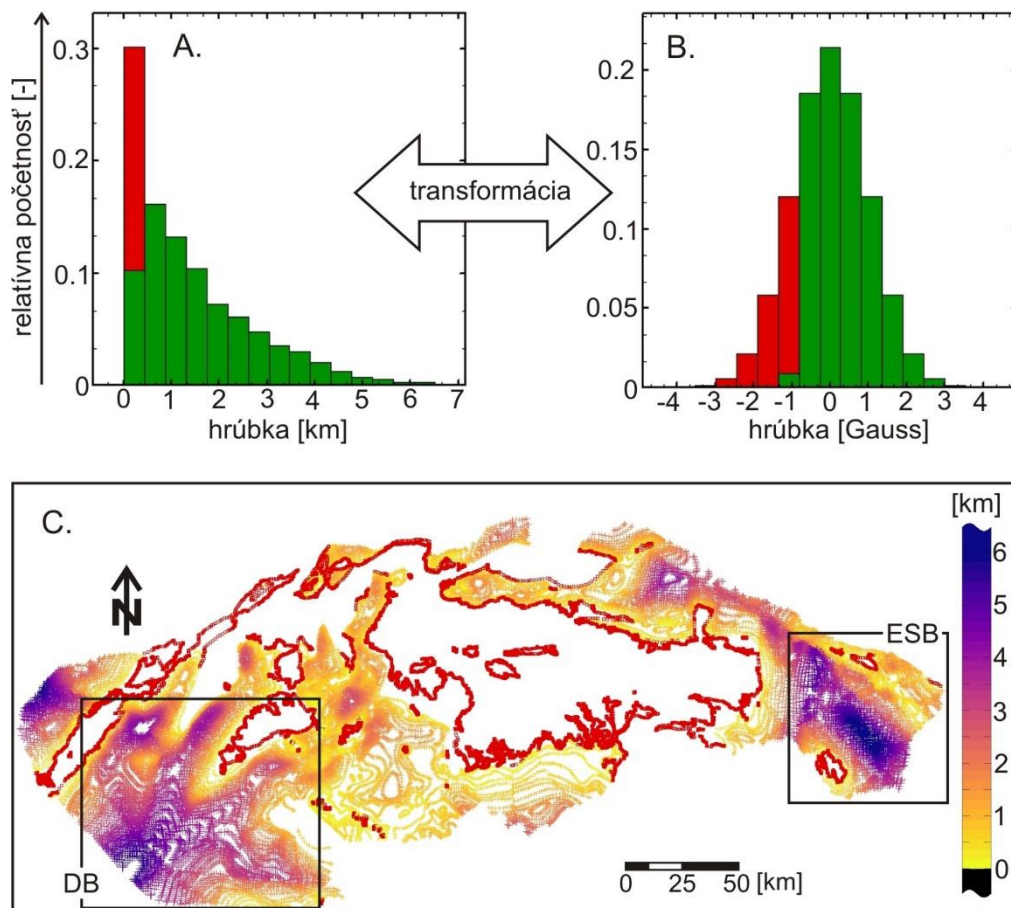 A.
relatívna početnosť [-]
0.3
0.2
0.1
0
0 1 2 3 4 5 6 7
hrúbka [km]
transformácia
B.
0.2
0.15
0.1
0.05
0
-4 -3 -2 -1 0 1 2 3 4
hrúbka [Gauss]
C.
N
DB
ESB
0 25 50 [km]
[km]
6
5
4
3
2
1
0